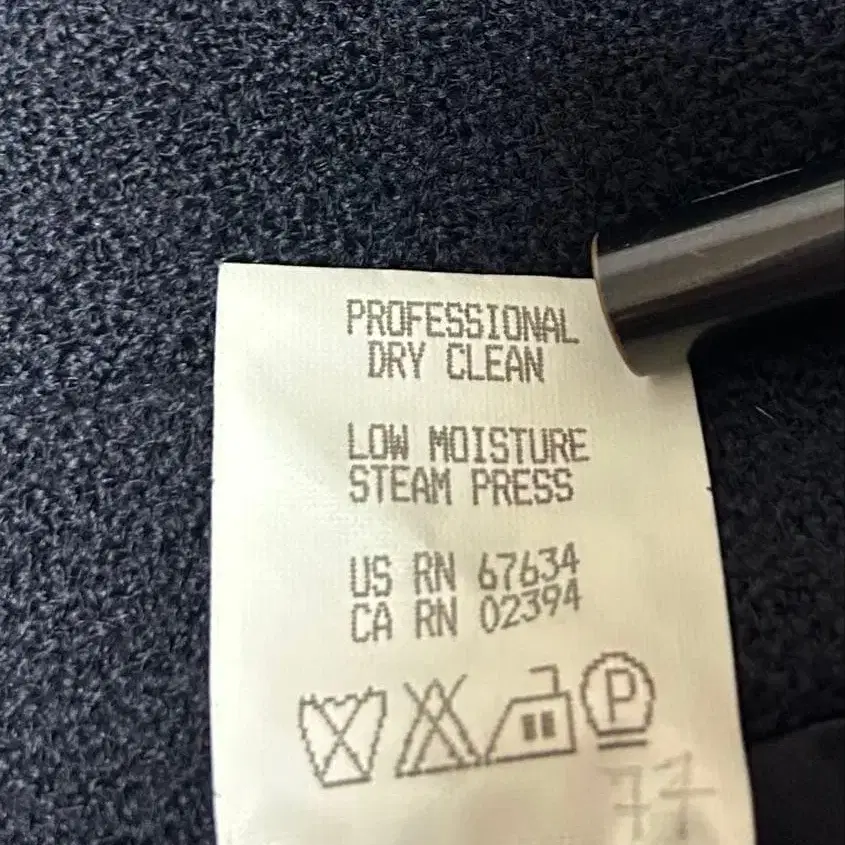 PROFESSIONAL
DRY CLEAN
LOW MOISTURE
STEAM PRESS
US RN 67634
CA RN 02394
P